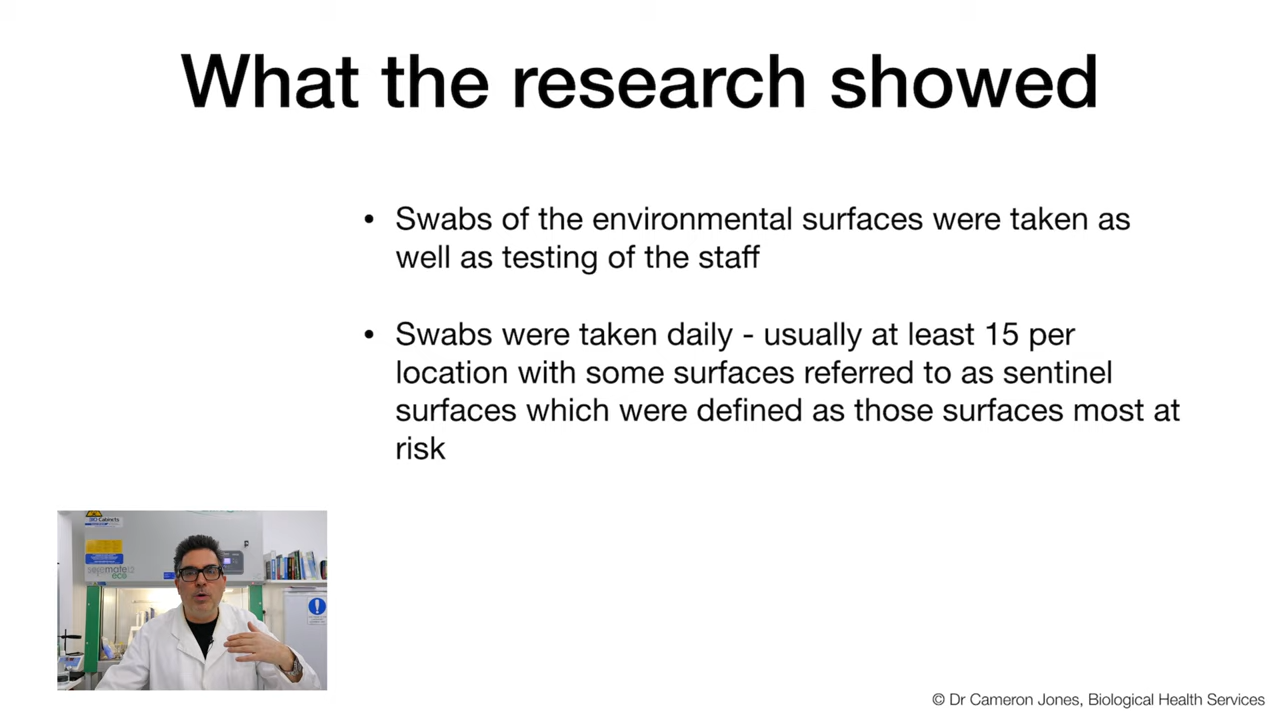 What the research showed
• Swabs of the environmental surfaces were taken as
well as testing of the staff
• Swabs were taken daily - usually at least 15 per
location with some surfaces referred to as sentinel
surfaces which were defined as those surfaces most at
risk
eco
© Dr Cameron Jones, Biological Health Services